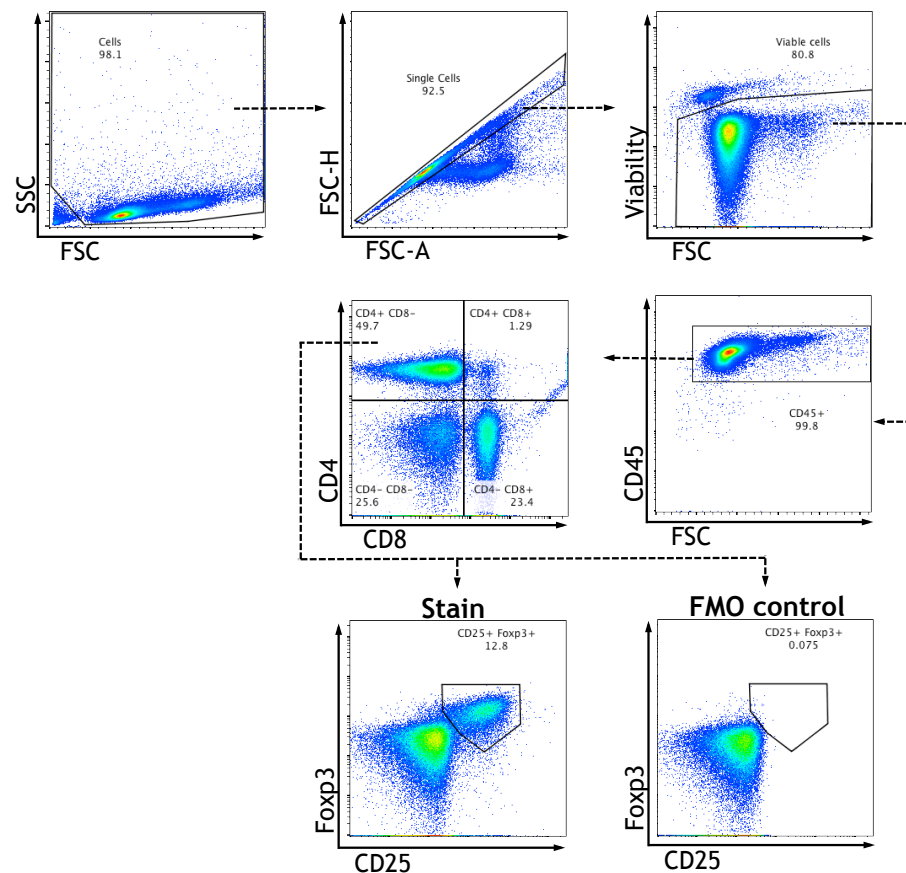 Cells
98.1
SSC
FSC
Single Cells
92.5
FSC-H
FSC-A
Viable cells
80.8
Viability
FSC
CD4+ CD8-
49.7
CD4+ CD8+
1.29
CD4- CD8-
25.6
CD4- CD8+
23.4
CD4
CD8
CD45+
99.8
CD45
FSC
Stain
CD25+ Foxp3+
12.8
Foxp3
CD25
FMO control
CD25+ Foxp3+
0.075
Foxp3
CD25